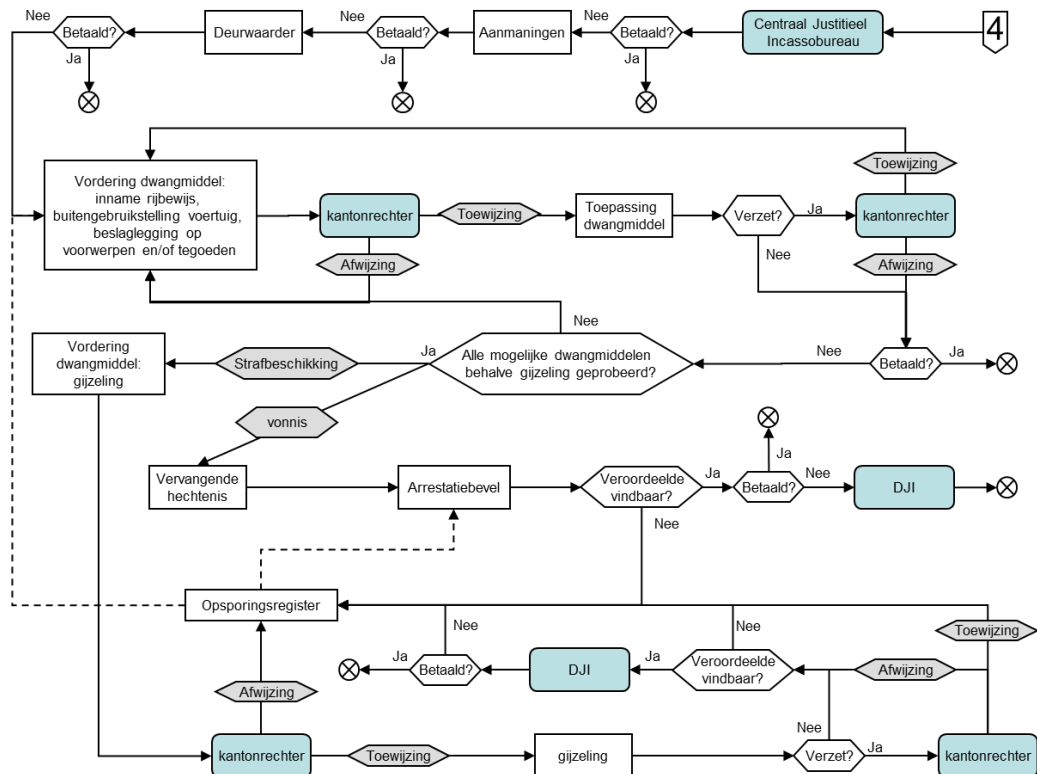 Nee
Betaald?
Ja
Deurwaarder
Nee
Betaald?
Ja
Aanmaningen
Nee
Betaald?
Ja
Centraal Justitieel
Incassobureau
4
Vordering dwangmiddel:
inname rijbewijs,
buitengebruikstelling voertuig,
beslaglegging op
voorwerpen en/of tegoeden
kantonrechter
Afwijzing
Toewijzing
Toepassing
dwangmiddel
Verzet?
Ja
Nee
Toewijzing
kantonrechter
Afwijzing
Vordering
dwangmiddel:
gijzeling
Strafbeschikking
Ja
Nee
Alle mogelijke dwangmiddelen
behalve gijzeling geprobeerd?
Nee
Betaald?
Ja
vonnis
Vervangende
hechtenis
Arrestatiebevel
Veroordeelde
vindbaar?
Ja
Nee
Ja
Betaald?
Nee
DJI
Opsporingsregister
Nee
Nee
Toewijzing
Ja
Betaald?
DJI
Ja
Veroordeelde
vindbaar?
Afwijzing
Afwijzing
Nee
kantonrechter
Toewijzing
gijzeling
Verzet?
Ja
kantonrechter